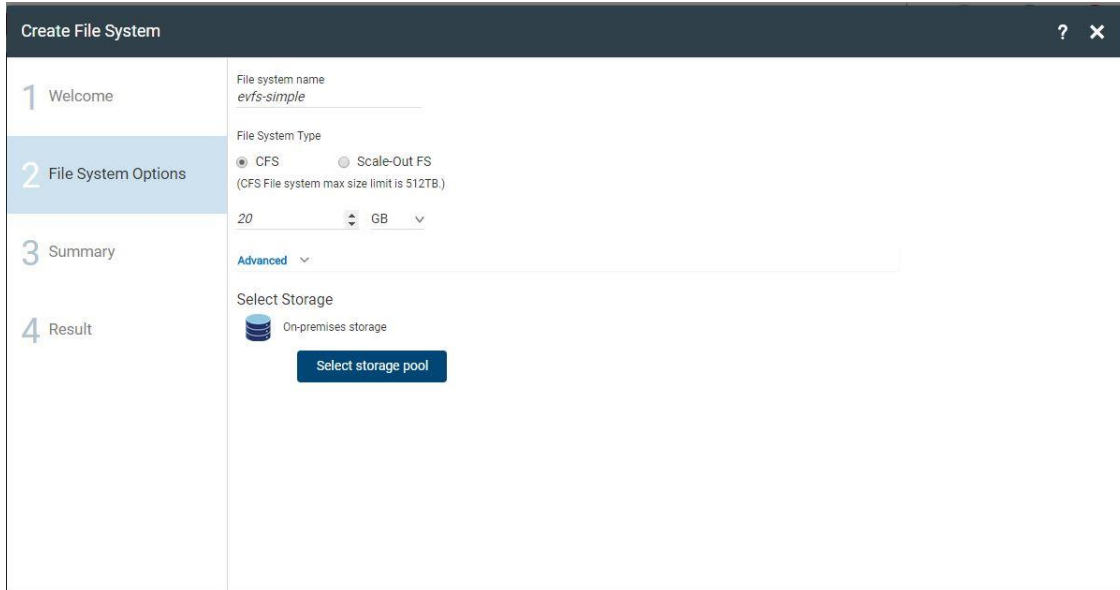 Create File System
? ×
1 Welcome
2 File System Options
3 Summary
4 Result
File system name
evfs-simple
File System Type
CFS Scale-Out FS
(CFS File system max size limit is 512TB.)
20 GB
Advanced
Select Storage
On-premises storage
Select storage pool